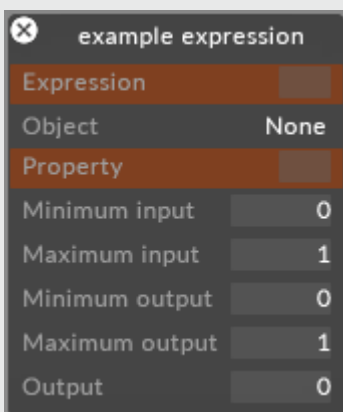 example expression
Expression
Object None
Property
Minimum input 0
Maximum input 1
Minimum output 0
Maximum output 1
Output 0